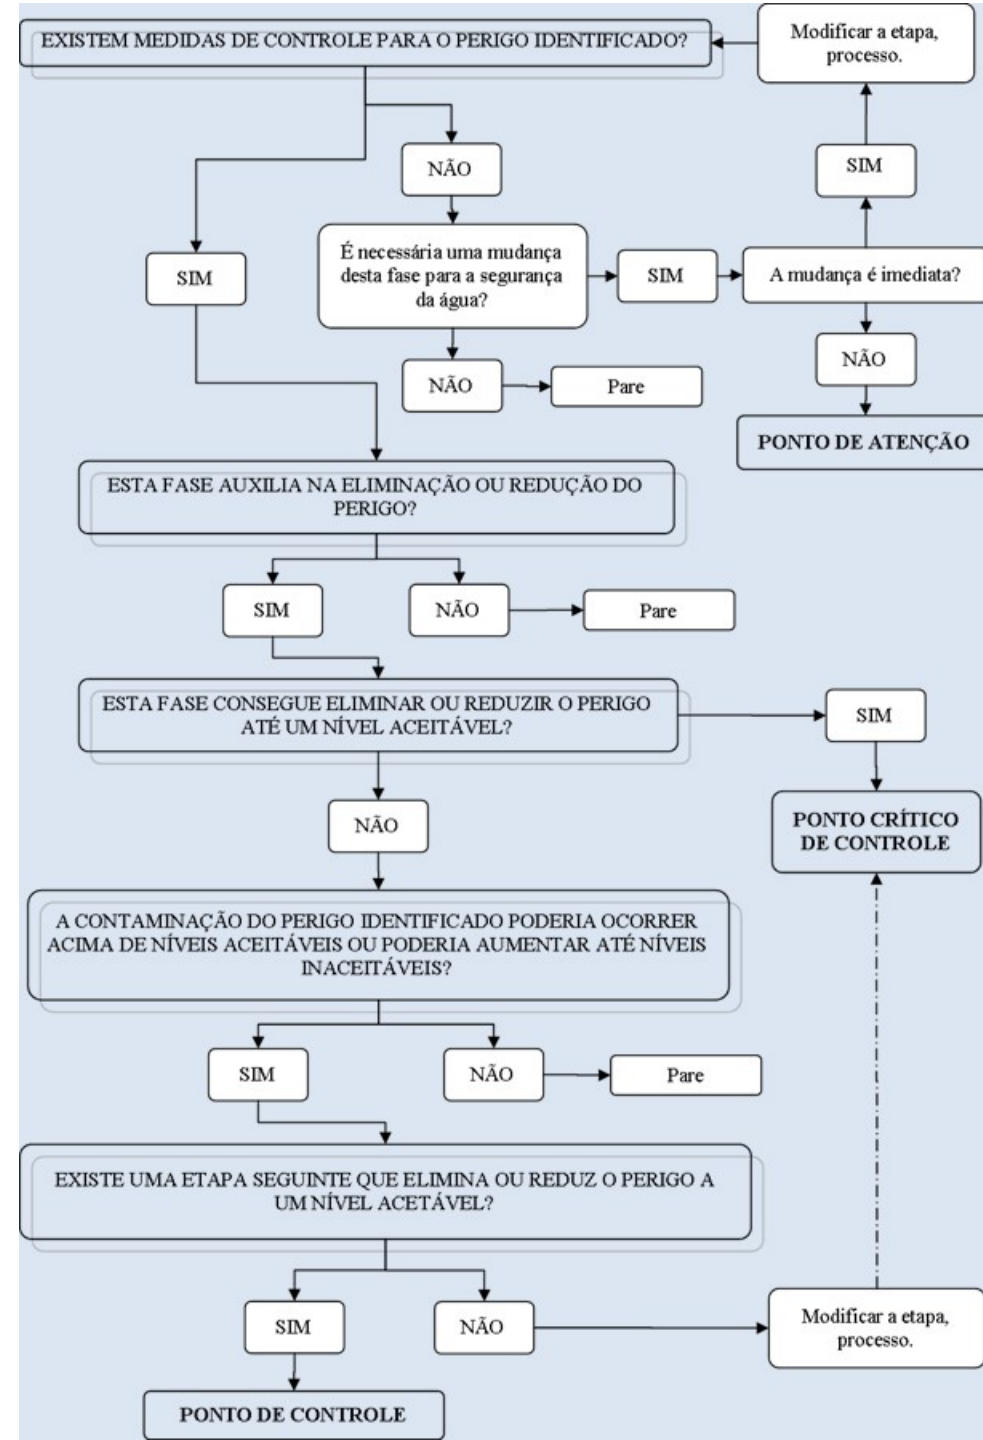 EXISTEM MEDIDAS DE CONTROLE PARA O PERIGO IDENTIFICADO?
Modificar a etapa,
processo.
NÃO
SIM
É necessária uma mudança
desta fase para a segurança
da água?
SIM
A mudança é imediata?
SIM
NÃO
Pare
NÃO
PONTO DE ATENÇÃO
ESTA FASE AUXILIA NA ELIMINAÇÃO OU REDUÇÃO DO
PERIGO?
SIM
NÃO
Pare
ESTA FASE CONSEGUE ELIMINAR OU REDUZIR O PERIGO
ATÉ UM NÍVEL ACEITÁVEL?
SIM
PONTO CRÍTICO
DE CONTROLE
NÃO
A CONTAMINAÇÃO DO PERIGO IDENTIFICADO PODERIA OCORRER
ACIMA DE NÍVEIS ACEITÁVEIS OU PODERIA AUMENTAR ATÉ NÍVEIS
INACEITÁVEIS?
SIM
NÃO
Pare
EXISTE UMA ETAPA SEGUINTE QUE ELIMINA OU REDUZ O PERIGO A
UM NÍVEL ACETÁVEL?
SIM
NÃO
Modificar a etapa,
processo.
PONTO DE CONTROLE